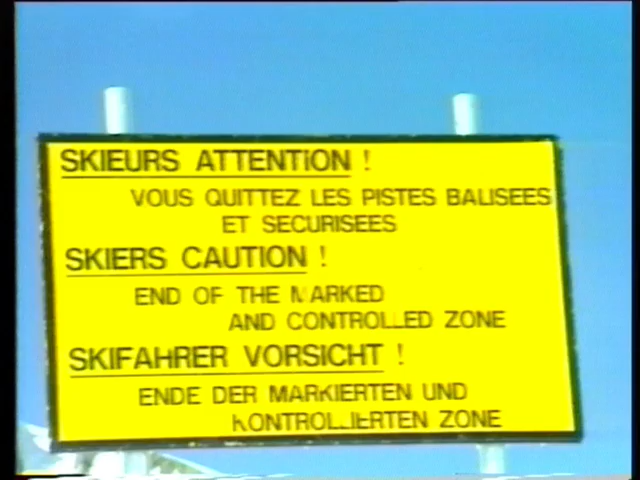 SKIEURS ATTENTION !
VOUS QUITTEZ LES PISTES BALISEES
ET SECURISEES
SKIERS CAUTION !
END OF THE MARKED
AND CONTROLLED ZONE
SKIFAHRER VORSICHT !
ENDE DER MARKIERTEN UND
KONTROLLIERTEN ZONE